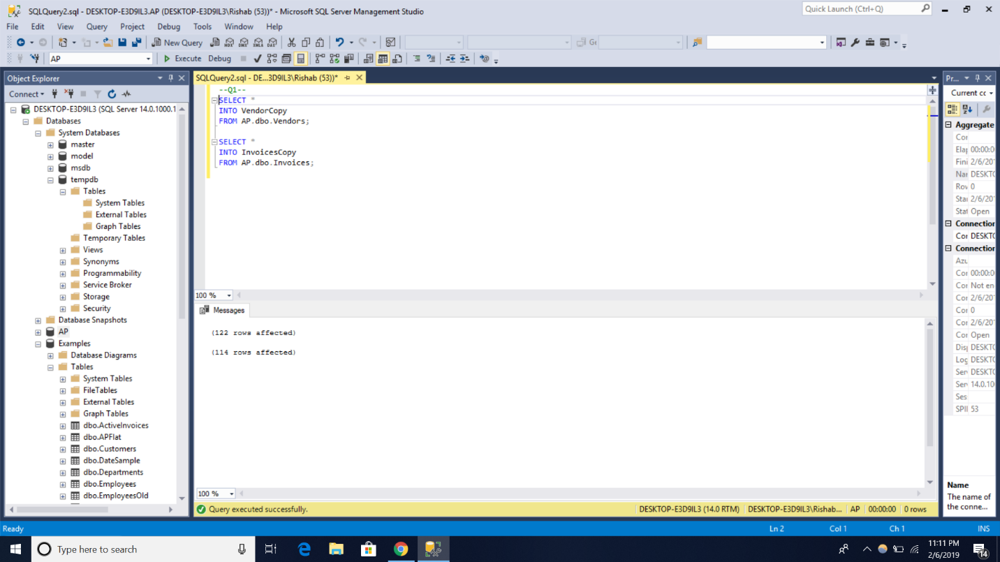 SQLQuery2.sql - DESKTOP-E3D9IL3.AP (DESKTOP-E3D9IL3\Rishab (53))* - Microsoft SQL Server Management Studio
Quick Launch (Ctrl+Q)
File Edit View Query Project Debug Tools Window Help
New Query
AP
Execute Debug
Object Explorer
Connect
DESKTOP-E3D9IL3 (SQL Server 14.0.1000.1
Databases
System Databases
master
model
msdb
tempdb
Tables
System Tables
External Tables
Graph Tables
Temporary Tables
Views
Synonyms
Programmability
Service Broker
Storage
Security
Database Snapshots
AP
Examples
Database Diagrams
Tables
System Tables
FileTables
External Tables
Graph Tables
dbo.ActiveInvoices
dbo.APFlat
dbo.Customers
dbo.DateSample
dbo.Departments
dbo.Employees
dbo.EmployeesOld
SQLQuery2.sql - DE...3D9IL3\Rishab (53))*
--Q1--
SELECT *
INTO VendorCopy
FROM AP.dbo.Vendors;
SELECT *
INTO InvoicesCopy
FROM AP.dbo.Invoices;
100 %
Messages
(122 rows affected)
(114 rows affected)
100 %
Query executed successfully.
DESKTOP-E3D9IL3 (14.0 RTM) DESKTOP-E3D9IL3\Rishab... AP 00:00:00 0 rows
Pr...
Current cc
Aggregate
Cor
Elap 00:00:0
Fini 2/6/20
Nar DESKTO
Rov 0
Star 2/6/20
Stat Open
Connection
Cor DESKTO
Connection
Azu
Cor 00:00:0
Cor Not en
Cor 2/6/20
Cor 0
Cor 2/6/20
Cor Open
Disp DESKTO
Log DESKTO
Ser DESKTO
Ser 14.0.10
Ses
SPII 53
Name
The name of
the conne...
Ready
Ln 2 Col 1 Ch 1 INS
Type here to search
11:11 PM
2/6/2019
14